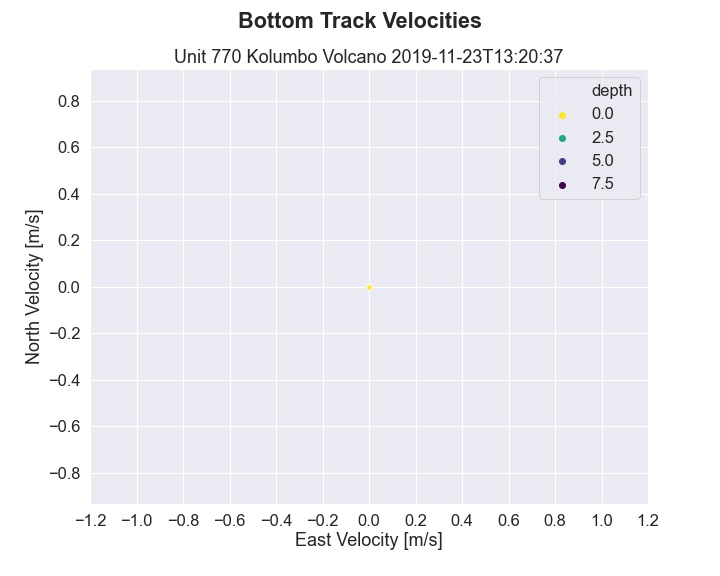 Bottom Track Velocities
Unit 770 Kolumbo Volcano 2019-11-23T13:20:37
depth
0.0
2.5
5.0
7.5
North Velocity [m/s]
0.8
0.6
0.4
0.2
0.0
−0.2
−0.4
−0.6
−0.8
−1.2 −1.0 −0.8 −0.6 −0.4 −0.2 0.0 0.2 0.4 0.6 0.8 1.0 1.2
East Velocity [m/s]